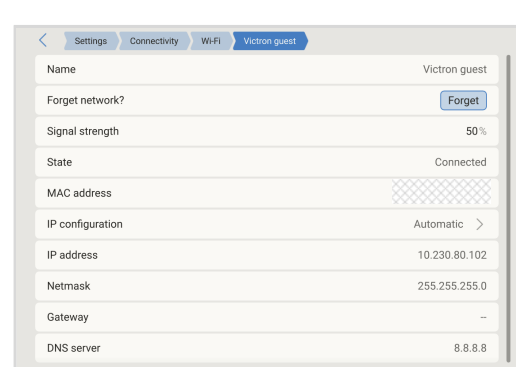 Settings Connectivity Wi-Fi Victron guest
Name Victron guest
Forget network? Forget
Signal strength 50%
State Connected
MAC address
IP configuration Automatic
IP address 10.230.80.102
Netmask 255.255.255.0
Gateway --
DNS server 8.8.8.8